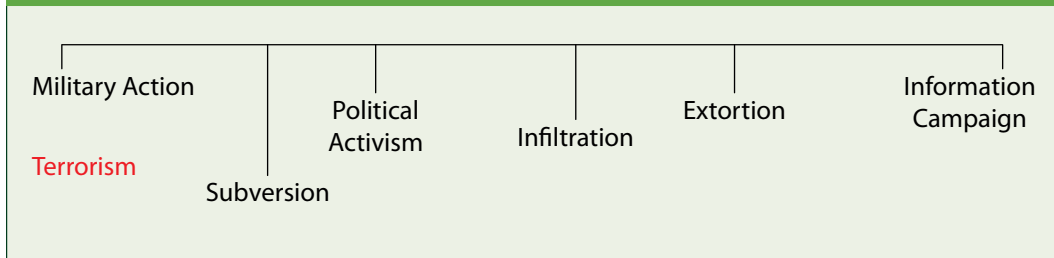 Military Action
Terrorism
Subversion
Political
Activism
Infiltration
Extortion
Information
Campaign